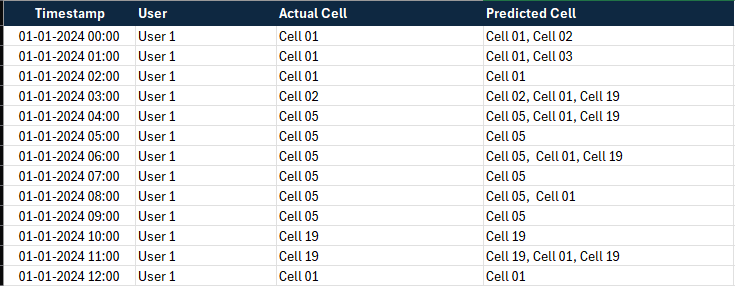 Timestamp User Actual Cell Predicted Cell
01-01-2024 00:00 User 1 Cell 01 Cell 01, Cell 02
01-01-2024 01:00 User 1 Cell 01 Cell 01, Cell 03
01-01-2024 02:00 User 1 Cell 01 Cell 01
01-01-2024 03:00 User 1 Cell 02 Cell 02, Cell 01, Cell 19
01-01-2024 04:00 User 1 Cell 05 Cell 05, Cell 01, Cell 19
01-01-2024 05:00 User 1 Cell 05 Cell 05
01-01-2024 06:00 User 1 Cell 05 Cell 05,  Cell 01, Cell 19
01-01-2024 07:00 User 1 Cell 05 Cell 05
01-01-2024 08:00 User 1 Cell 05 Cell 05,  Cell 01
01-01-2024 09:00 User 1 Cell 05 Cell 05
01-01-2024 10:00 User 1 Cell 19 Cell 19
01-01-2024 11:00 User 1 Cell 19 Cell 19, Cell 01, Cell 19
01-01-2024 12:00 User 1 Cell 01 Cell 01